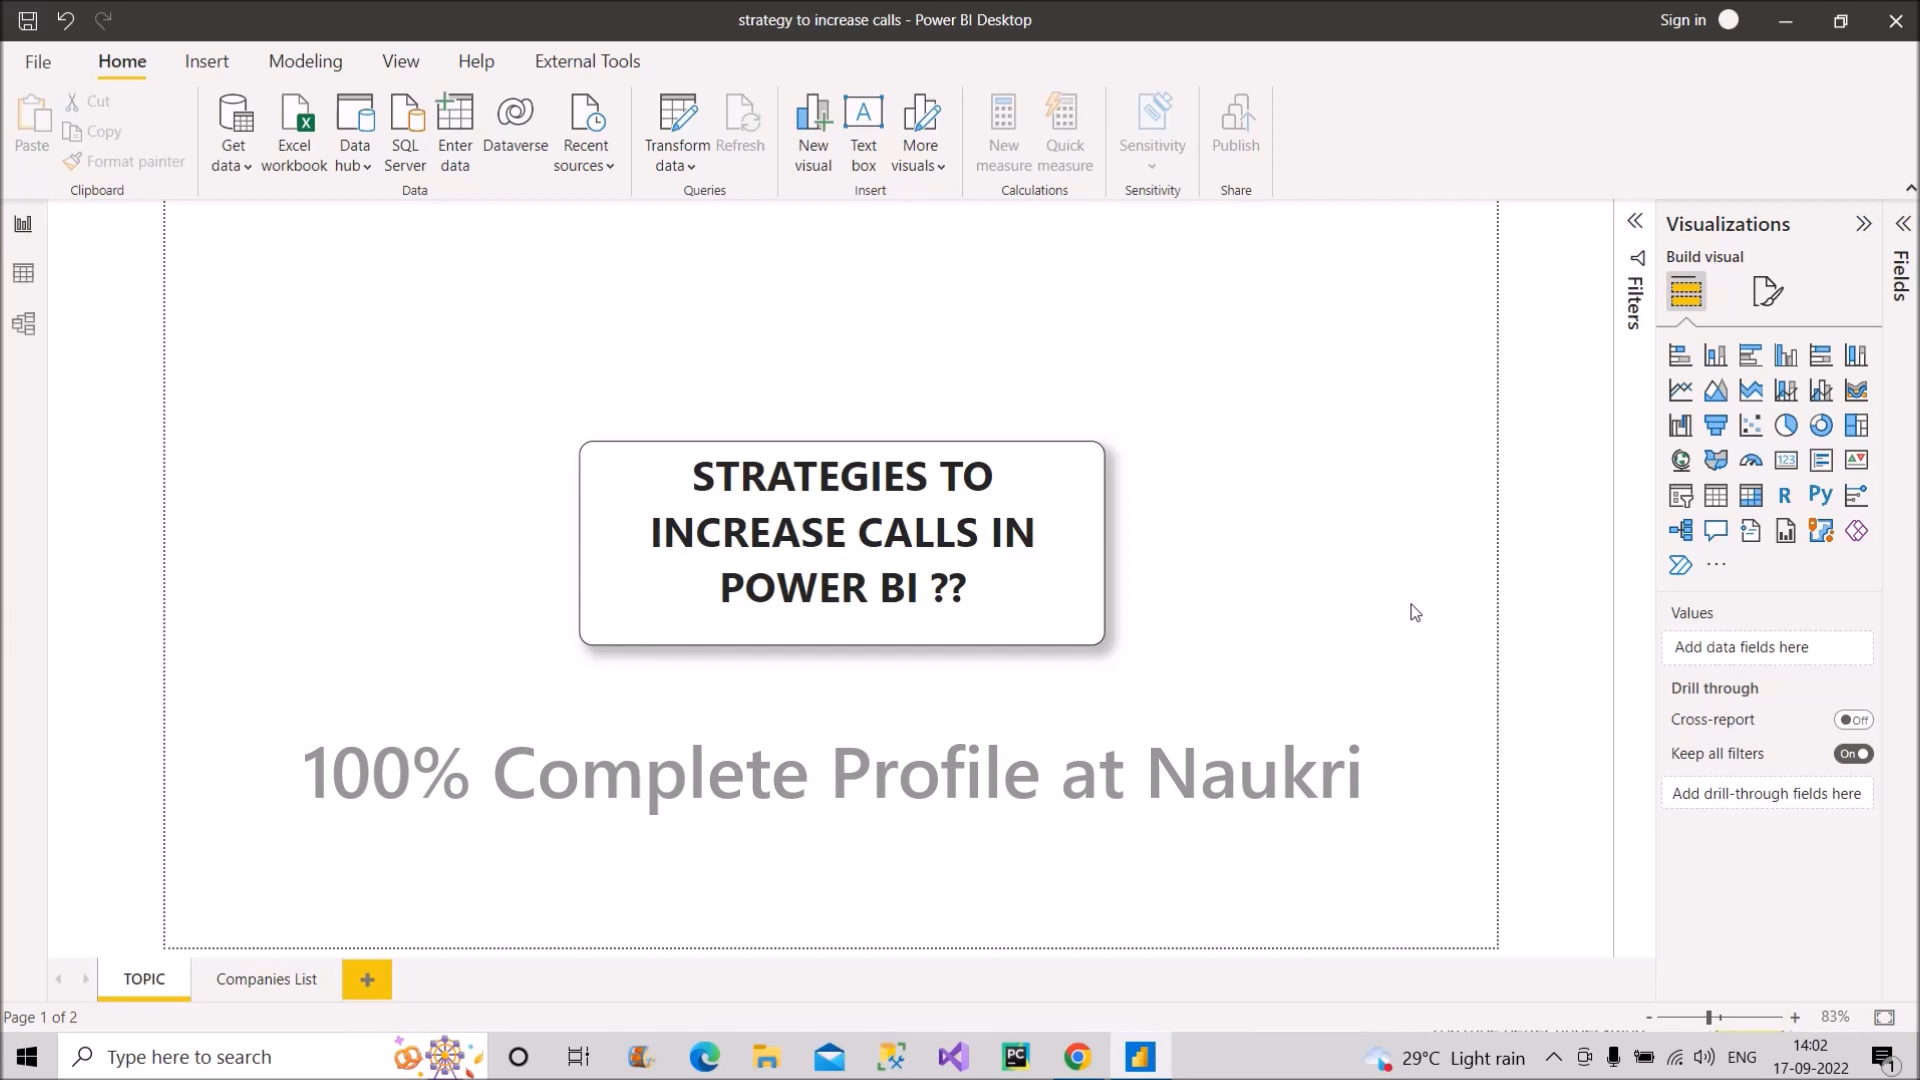 strategy to increase calls - Power BI Desktop
Sign in
File
Home
Insert
Modeling
View
Help
External Tools
Paste
Cut
Copy
Format painter
Clipboard
Get
data
Excel
workbook
Data
hub
SQL
Server
Enter
data
Dataverse
Recent
sources
Data
Transform
data
Refresh
Queries
New
visual
Text
box
More
visuals
Insert
New
measure
Quick
measure
Calculations
Sensitivity
Sensitivity
Publish
Share
STRATEGIES TO
INCREASE CALLS IN
POWER BI ??
100% Complete Profile at Naukri
Filters
Visualizations
Build visual
123
R
Py
Values
Add data fields here
Drill through
Cross-report
Off
Keep all filters
On
Add drill-through fields here
Fields
TOPIC
Companies List
Page 1 of 2
83%
Type here to search
PC
29°C Light rain
ENG
14:02
17-09-2022
1